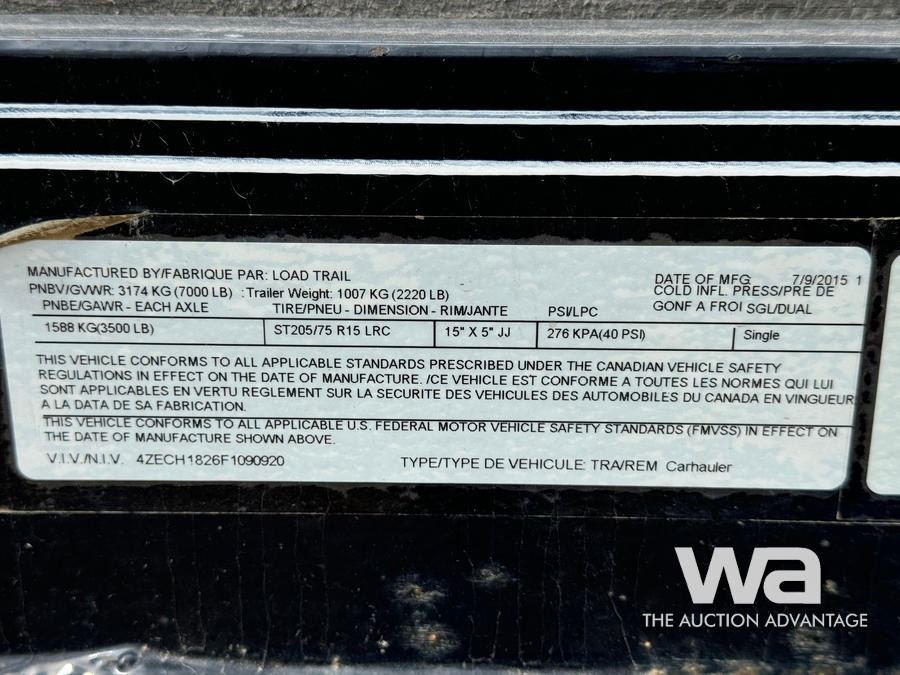 MANUFACTURED BY/FABRIQUE PAR: LOAD TRAIL
DATE OF MFG 7/9/2015 1
PNBV/GVWR: 3174 KG (7000 LB) : Trailer Weight: 1007 KG (2220 LB)
COLD INFL. PRESS/PRE DE
PNBE/GAWR - EACH AXLE TIRE/PNEU - DIMENSION - RIM/JANTE PSI/LPC GONF A FROI SGL/DUAL
1588 KG(3500 LB) ST205/75 R15 LRC 15" X 5" JJ 276 KPA(40 PSI) Single
THIS VEHICLE CONFORMS TO ALL APPLICABLE STANDARDS PRESCRIBED UNDER THE CANADIAN VEHICLE SAFETY
REGULATIONS IN EFFECT ON THE DATE OF MANUFACTURE. /CE VEHICLE EST CONFORME A TOUTES LES NORMES QUI LUI
SONT APPLICABLES EN VERTU REGLEMENT SUR LA SECURITE DES VEHICULES DES AUTOMOBILES DU CANADA EN VINGUEUR
A LA DATA DE SA FABRICATION.
THIS VEHICLE CONFORMS TO ALL APPLICABLE U.S. FEDERAL MOTOR VEHICLE SAFETY STANDARDS (FMVSS) IN EFFECT ON
THE DATE OF MANUFACTURE SHOWN ABOVE.
V.I.V./N.I.V. 4ZECH1826F1090920 TYPE/TYPE DE VEHICULE: TRA/REM Carhauler
wa
THE AUCTION ADVANTAGE